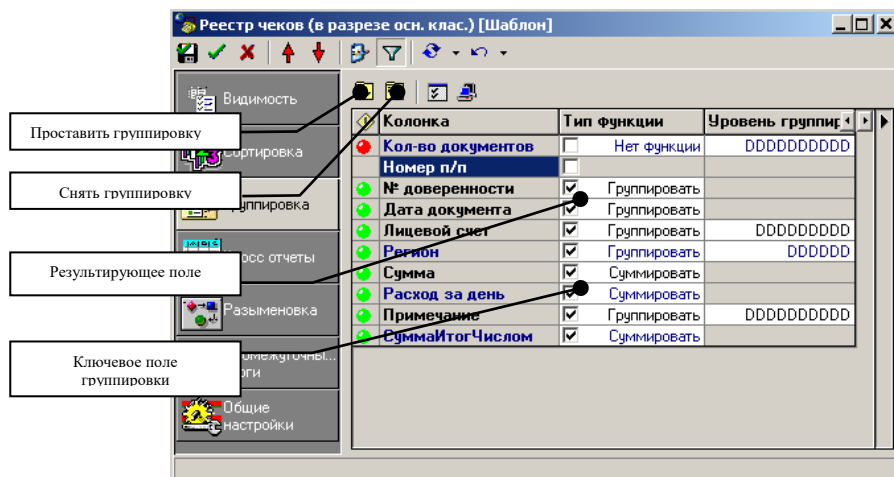 Реестр чеков (в разрезе осн. клас.) [Шаблон]
Видимость
Проставить группировку
Сортировка
Снять группировку
Группировка
Результирующее поле
Кросс отчеты
Разыменовка
Ключевое поле
группировки
Общие
настройки
Колонка Тип функции Уровень группир
Кол-во документов Нет функции DDDDDDDDDD
Номер п/п
№ доверенности Группировать
Дата документа Группировать
Лицевой счет Группировать DDDDDDDDD
Регион Группировать DDDDDD
Сумма Суммировать
Расход за день Суммировать
Примечание Группировать DDDDDDDDDD
СуммаИтогЧислом Суммировать